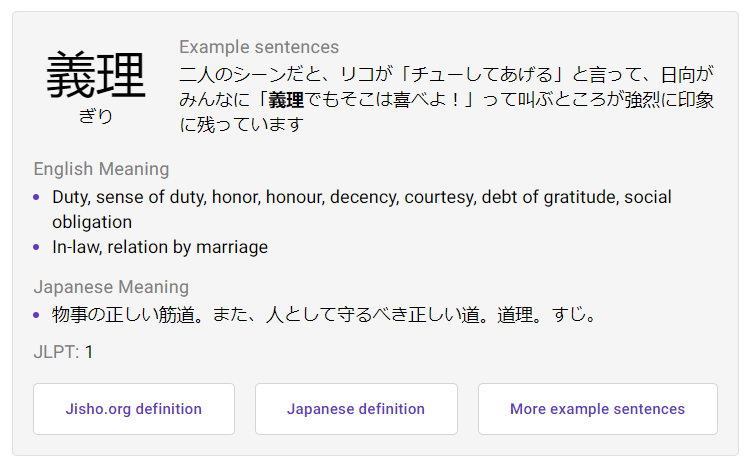 義理
ぎり
Example sentences
二人のシーンだと、リコが「チューしてあげる」と言って、日向が
みんなに「義理でもそこは喜べよ！」って叫ぶところが強烈に印象
に残っています
English Meaning
Duty, sense of duty, honor, honour, decency, courtesy, debt of gratitude, social
obligation
In-law, relation by marriage
Japanese Meaning
物事の正しい筋道。また、人として守るべき正しい道。道理。すじ。
JLPT: 1
Jisho.org definition
Japanese definition
More example sentences